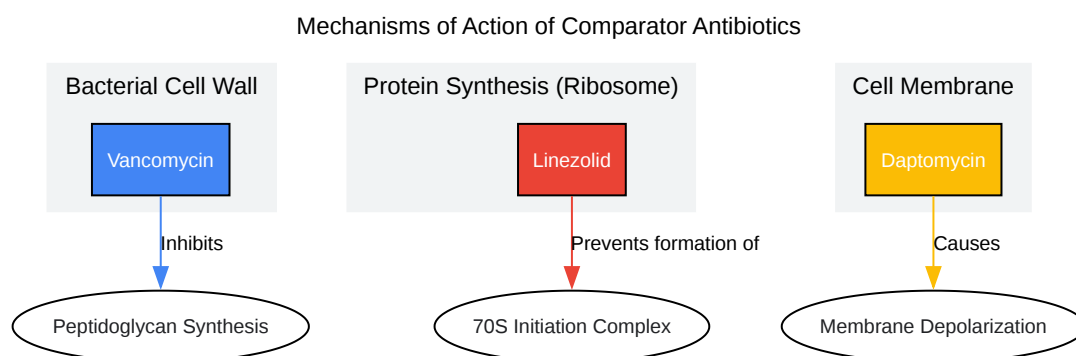 Mechanisms of Action of Comparator Antibiotics
Bacterial Cell Wall
Protein Synthesis (Ribosome)
Cell Membrane
Vancomycin
Linezolid
Daptomycin
Inhibits
Prevents formation of
Causes
Peptidoglycan Synthesis
70S Initiation Complex
Membrane Depolarization